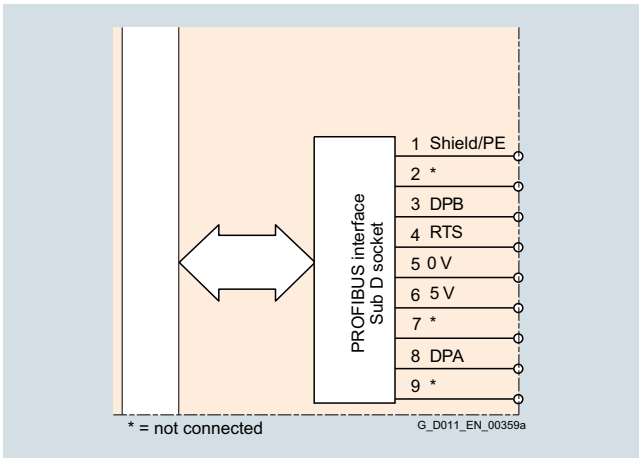 1 Shield/PE
2 *
3 DPB
4 RTS
5 0 V
6 5 V
7 *
8 DPA
9 *
PROFIBUS interface
Sub D socket
* = not connected
G_D011_EN_00359a